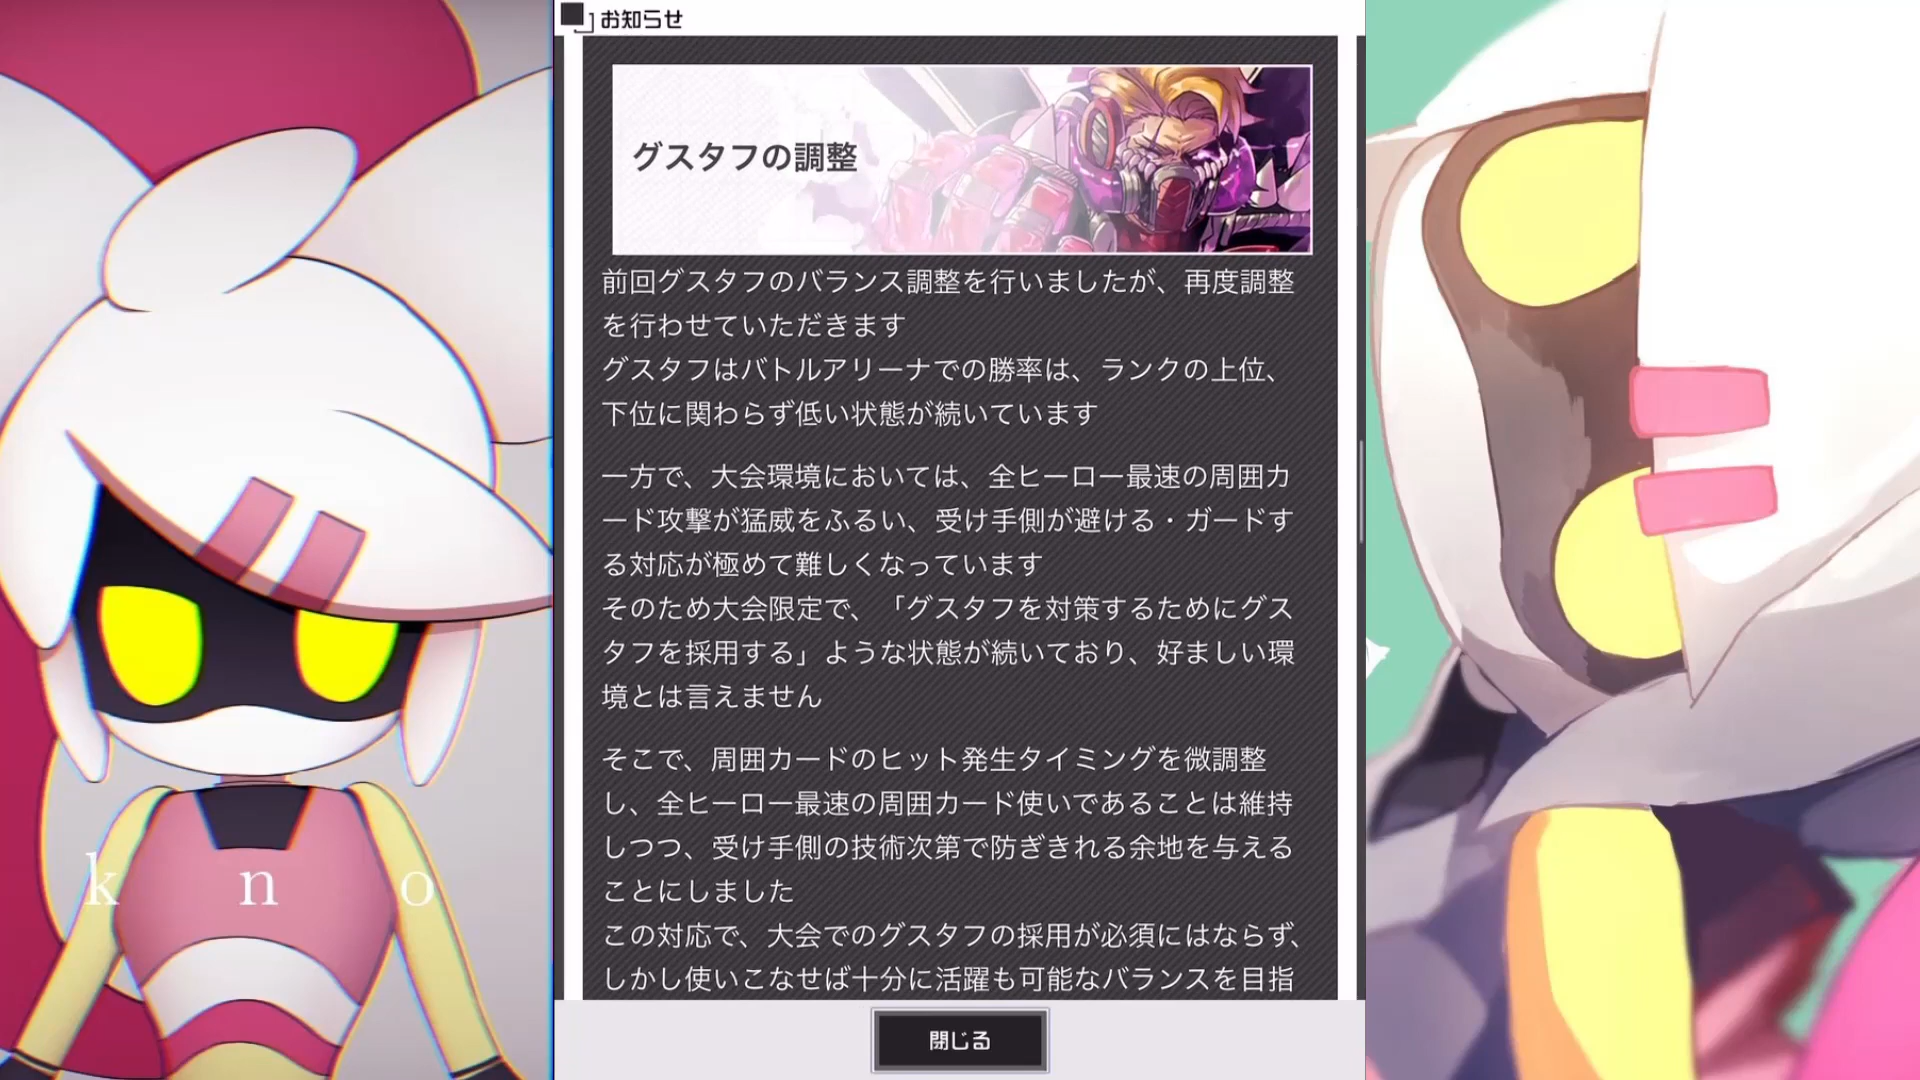 お知らせ
グスタフの調整
前回グスタフのバランス調整を行いましたが、再度調整
を行わせていただきます
グスタフはバトルアリーナでの勝率は、ランクの上位、
下位に関わらず低い状態が続いています
一方で、大会環境においては、全ヒーロー最速の周囲カ
ード攻撃が猛威をふるい、受け手側が避ける・ガードす
る対応が極めて難しくなっています
そのため大会限定で、「グスタフを対策するためにグス
タフを採用する」ような状態が続いており、好ましい環
境とは言えません
そこで、周囲カードのヒット発生タイミングを微調整
し、全ヒーロー最速の周囲カード使いであることは維持
しつつ、受け手側の技術次第で防ぎきれる余地を与える
ことにしました
この対応で、大会でのグスタフの採用が必須にはならず、
しかし使いこなせば十分に活躍も可能なバランスを目指
閉じる
k n o